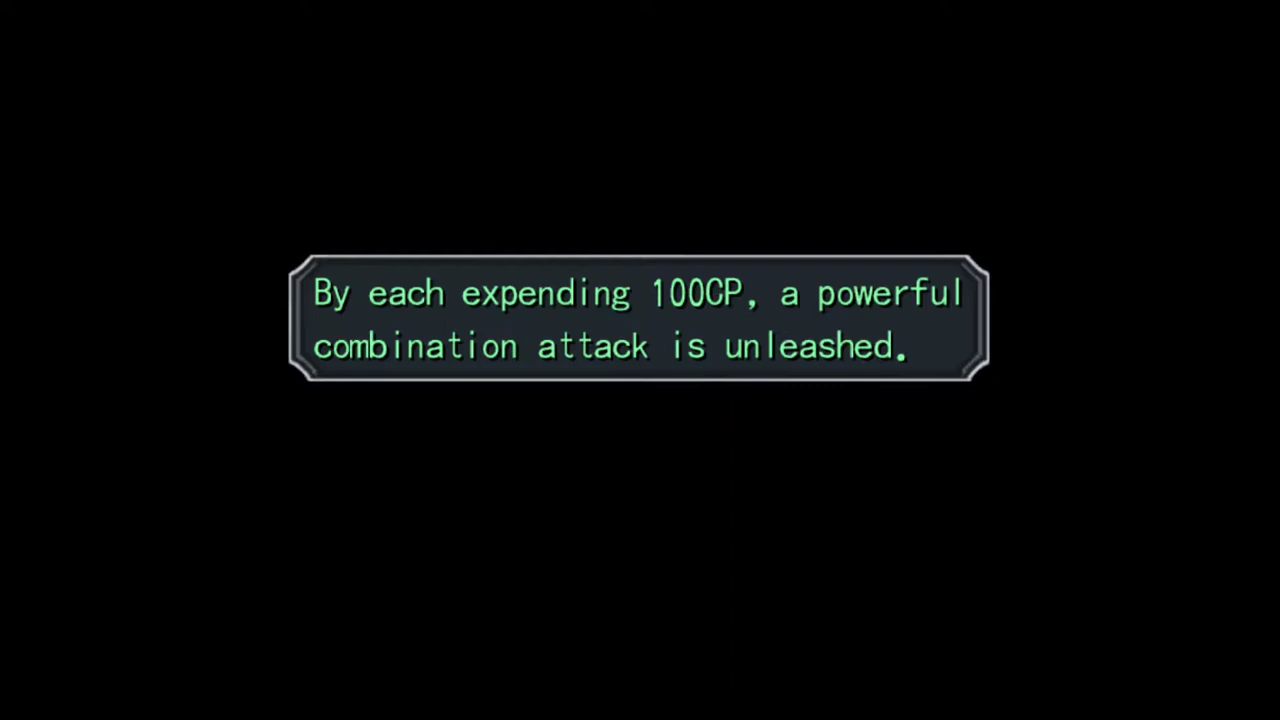 By each expending 100CP, a powerful
combination attack is unleashed.